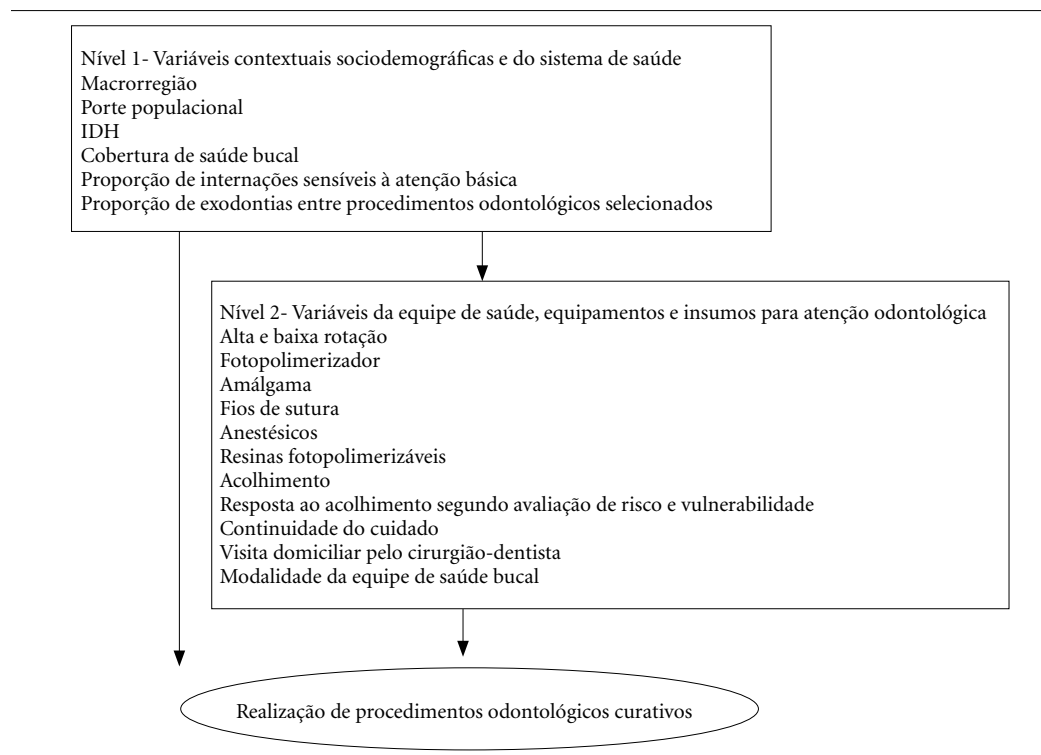 Nível 1- Variáveis contextuais sociodemográficas e do sistema de saúde
Macrorregião
Porte populacional
IDH
Cobertura de saúde bucal
Proporção de internações sensíveis à atenção básica
Proporção de exodontias entre procedimentos odontológicos selecionados
Nível 2- Variáveis da equipe de saúde, equipamentos e insumos para atenção odontológica
Alta e baixa rotação
Fotopolimerizador
Amálgama
Fios de sutura
Anestésicos
Resinas fotopolimerizáveis
Acolhimento
Resposta ao acolhimento segundo avaliação de risco e vulnerabilidade
Continuidade do cuidado
Visita domiciliar pelo cirurgião-dentista
Modalidade da equipe de saúde bucal
Realização de procedimentos odontológicos curativos